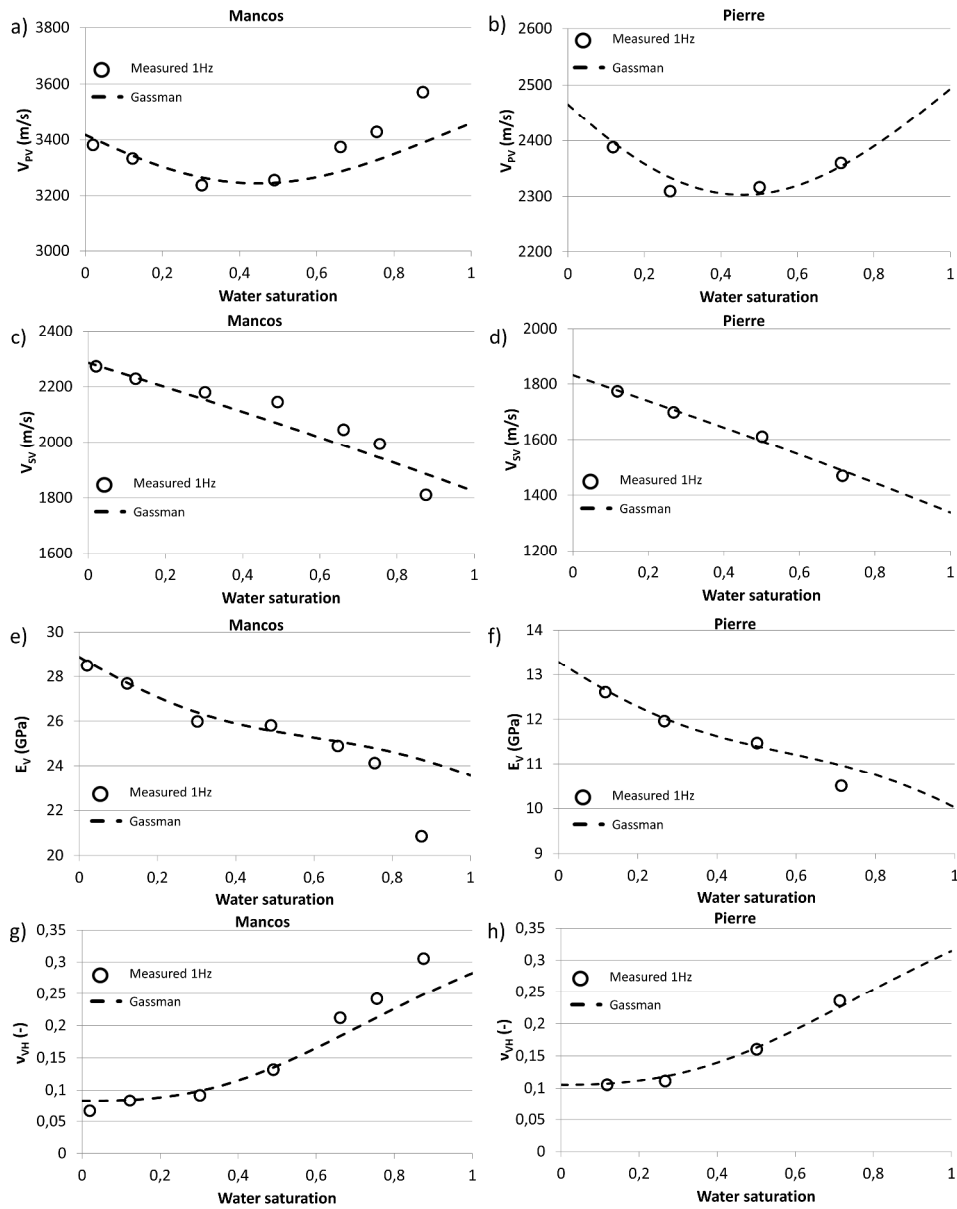 Mancos
a)
3800
3600
3400
3200
3000
V_PV (m/s)
Measured 1Hz
Gassman
0 0,2 0,4 0,6 0,8 1
Water saturation
Pierre
b)
2600
2500
2400
2300
2200
V_PV (m/s)
Measured 1Hz
Gassman
0 0,2 0,4 0,6 0,8 1
Water saturation
Mancos
c)
2400
2200
2000
1800
1600
V_SV (m/s)
Measured 1Hz
Gassman
0 0,2 0,4 0,6 0,8 1
Water saturation
Pierre
d)
2000
1800
1600
1400
1200
V_SV (m/s)
Measured 1Hz
Gassman
0 0,2 0,4 0,6 0,8 1
Water saturation
Mancos
e)
30
28
26
24
22
20
E_V (GPa)
Measured 1Hz
Gassman
0 0,2 0,4 0,6 0,8 1
Water saturation
Pierre
f)
14
13
12
11
10
9
E_V (GPa)
Measured 1Hz
Gassman
0 0,2 0,4 0,6 0,8 1
Water saturation
Mancos
g)
0,35
0,3
0,25
0,2
0,15
0,1
0,05
0
ν_VH (-)
Measured 1Hz
Gassman
0 0,2 0,4 0,6 0,8 1
Water saturation
Pierre
h)
0,35
0,3
0,25
0,2
0,15
0,1
0,05
0
ν_VH (-)
Measured 1Hz
Gassman
0 0,2 0,4 0,6 0,8 1
Water saturation